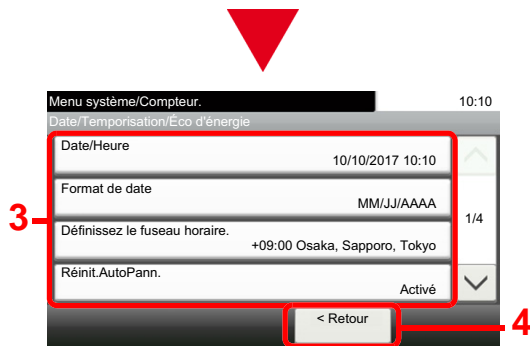 Menu système/Compteur.
10:10
Date/Temporisation/Éco d'énergie
Date/Heure
10/10/2017 10:10
Format de date
MM/JJ/AAAA
1/4
3
Définissez le fuseau horaire.
+09:00 Osaka, Sapporo, Tokyo
Réinit.AutoPann.
Activé
< Retour
4